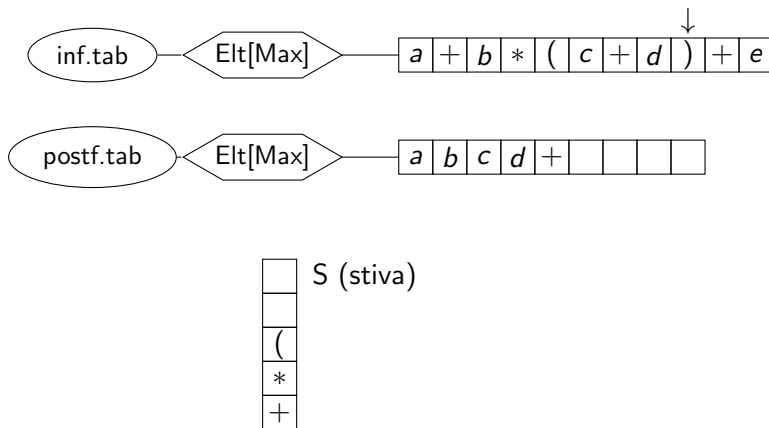 ↓
inf.tab Elt[Max] a + b * ( c + d ) + e
postf.tab Elt[Max] a b c d +
S (stiva)
(
*
+